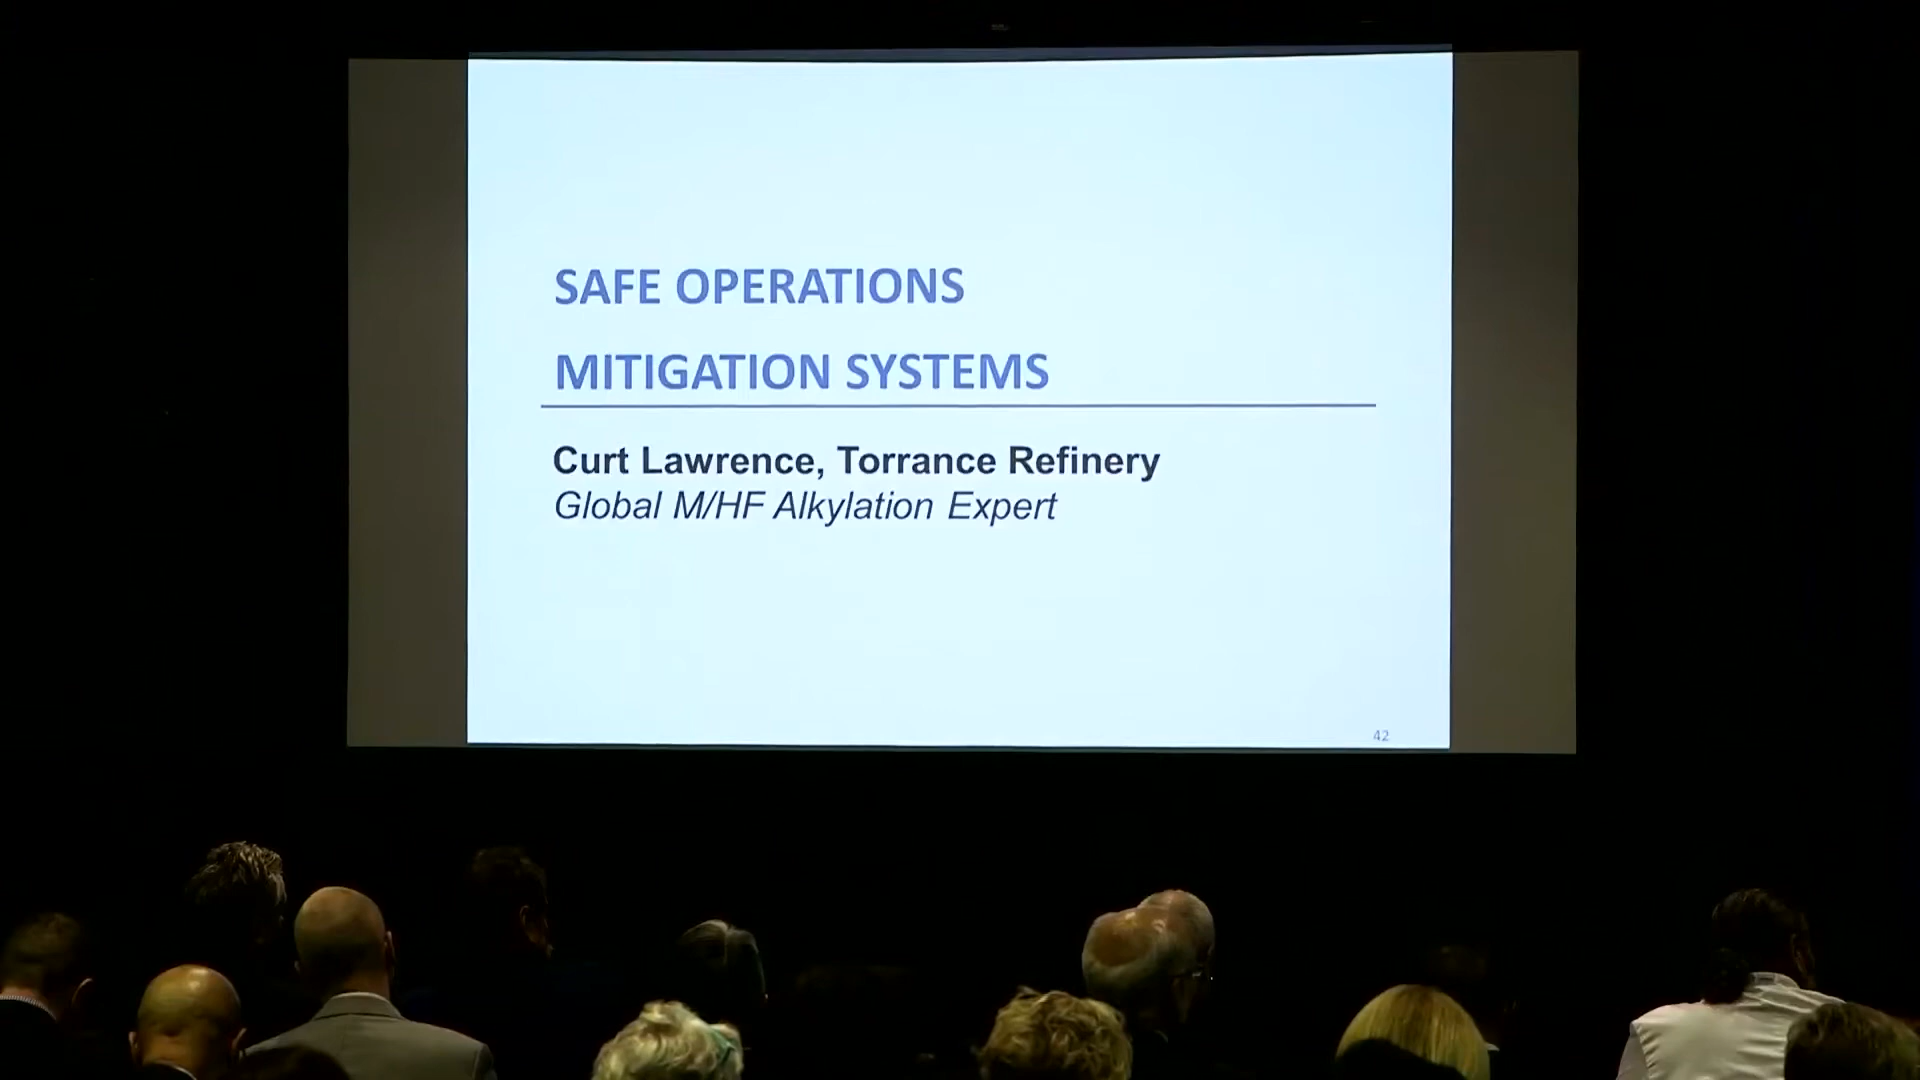 SAFE OPERATIONS
MITIGATION SYSTEMS
Curt Lawrence, Torrance Refinery
Global M/HF Alkylation Expert
42